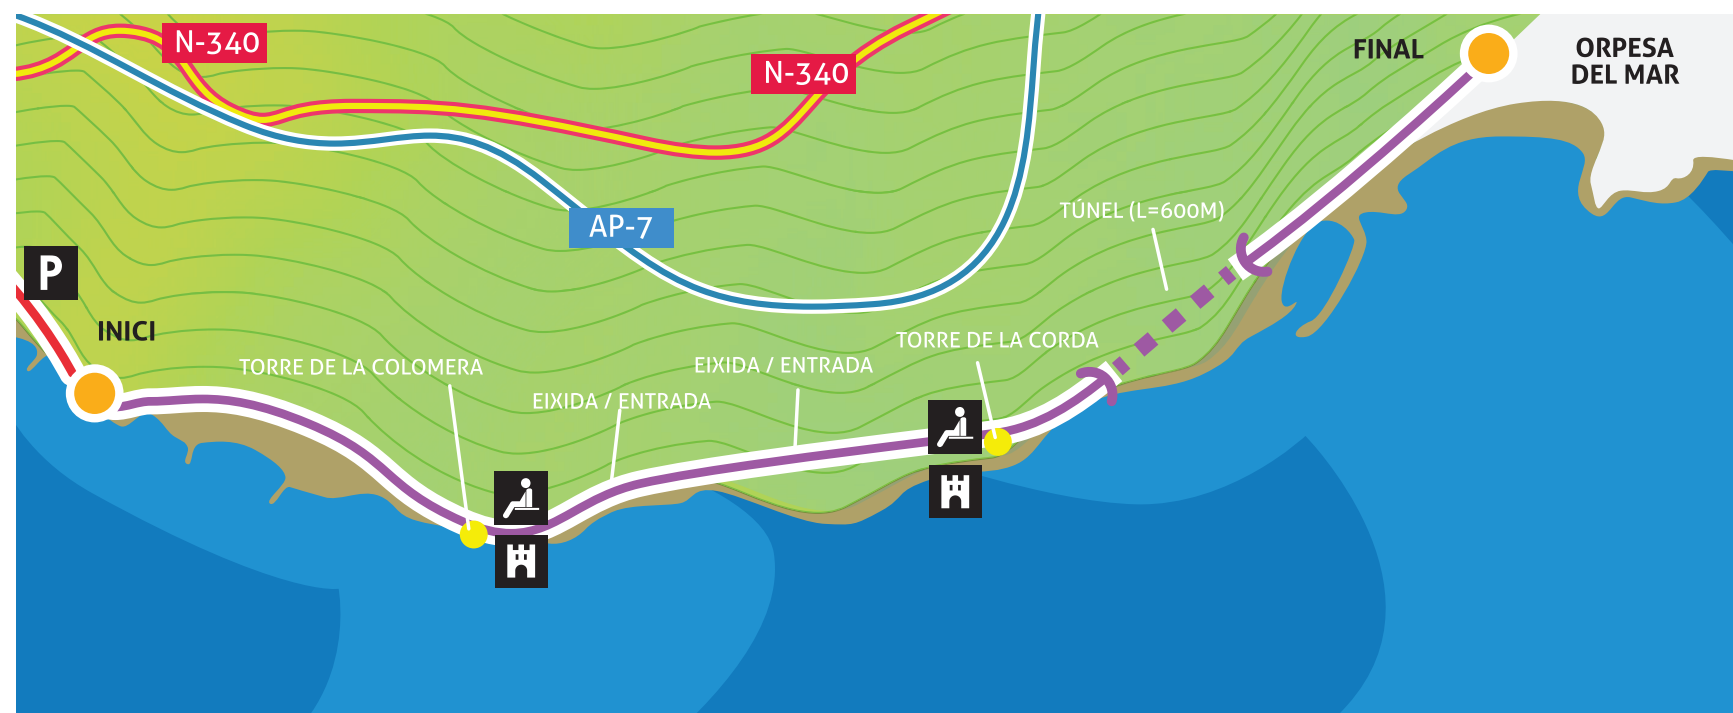 N-340
FINAL
ORPESA
DEL MAR
N-340
TÚNEL (L=600M)
AP-7
P
INICI
TORRE DE LA CORDA
TORRE DE LA COLOMERA
EIXIDA / ENTRADA
EIXIDA / ENTRADA